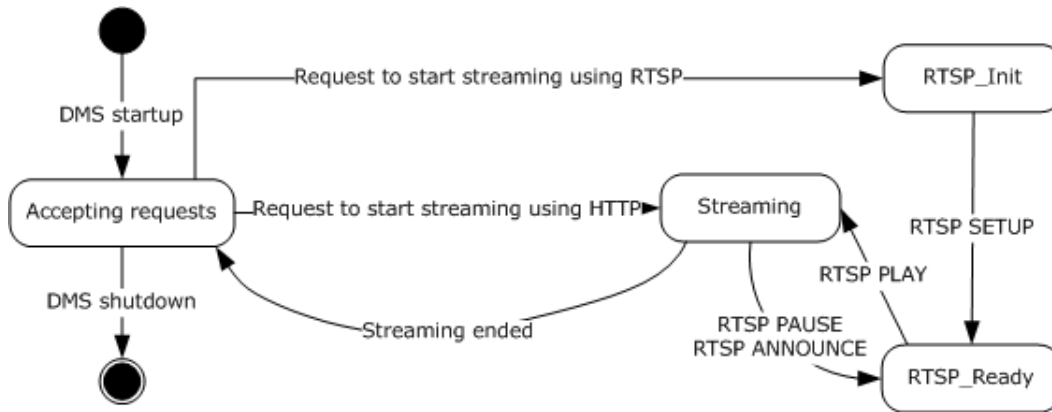 Request to start streaming using RTSP
RTSP_Init
DMS startup
Accepting requests
Request to start streaming using HTTP
Streaming
RTSP SETUP
RTSP PLAY
DMS shutdown
Streaming ended
RTSP PAUSE
RTSP ANNOUNCE
RTSP_Ready